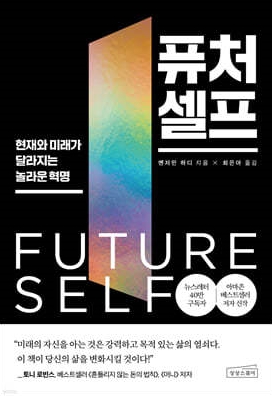 퓨처
셀프
현재와 미래가
달라지는
놀라운 혁명
벤저민 하디 지음 × 최은아 옮김
FUTURE
SELF
뉴스레터
40만
구독자
아마존
베스트셀러
저자 신작
“미래의 자신을 아는 것은 강력하고 목적 있는 삶의 열쇠다.
이 책이 당신의 삶을 변화시킬 것이다!”
_토니 로빈스, 베스트셀러 《흔들리지 않는 돈의 법칙》, 《머니》 저자
상상스퀘어